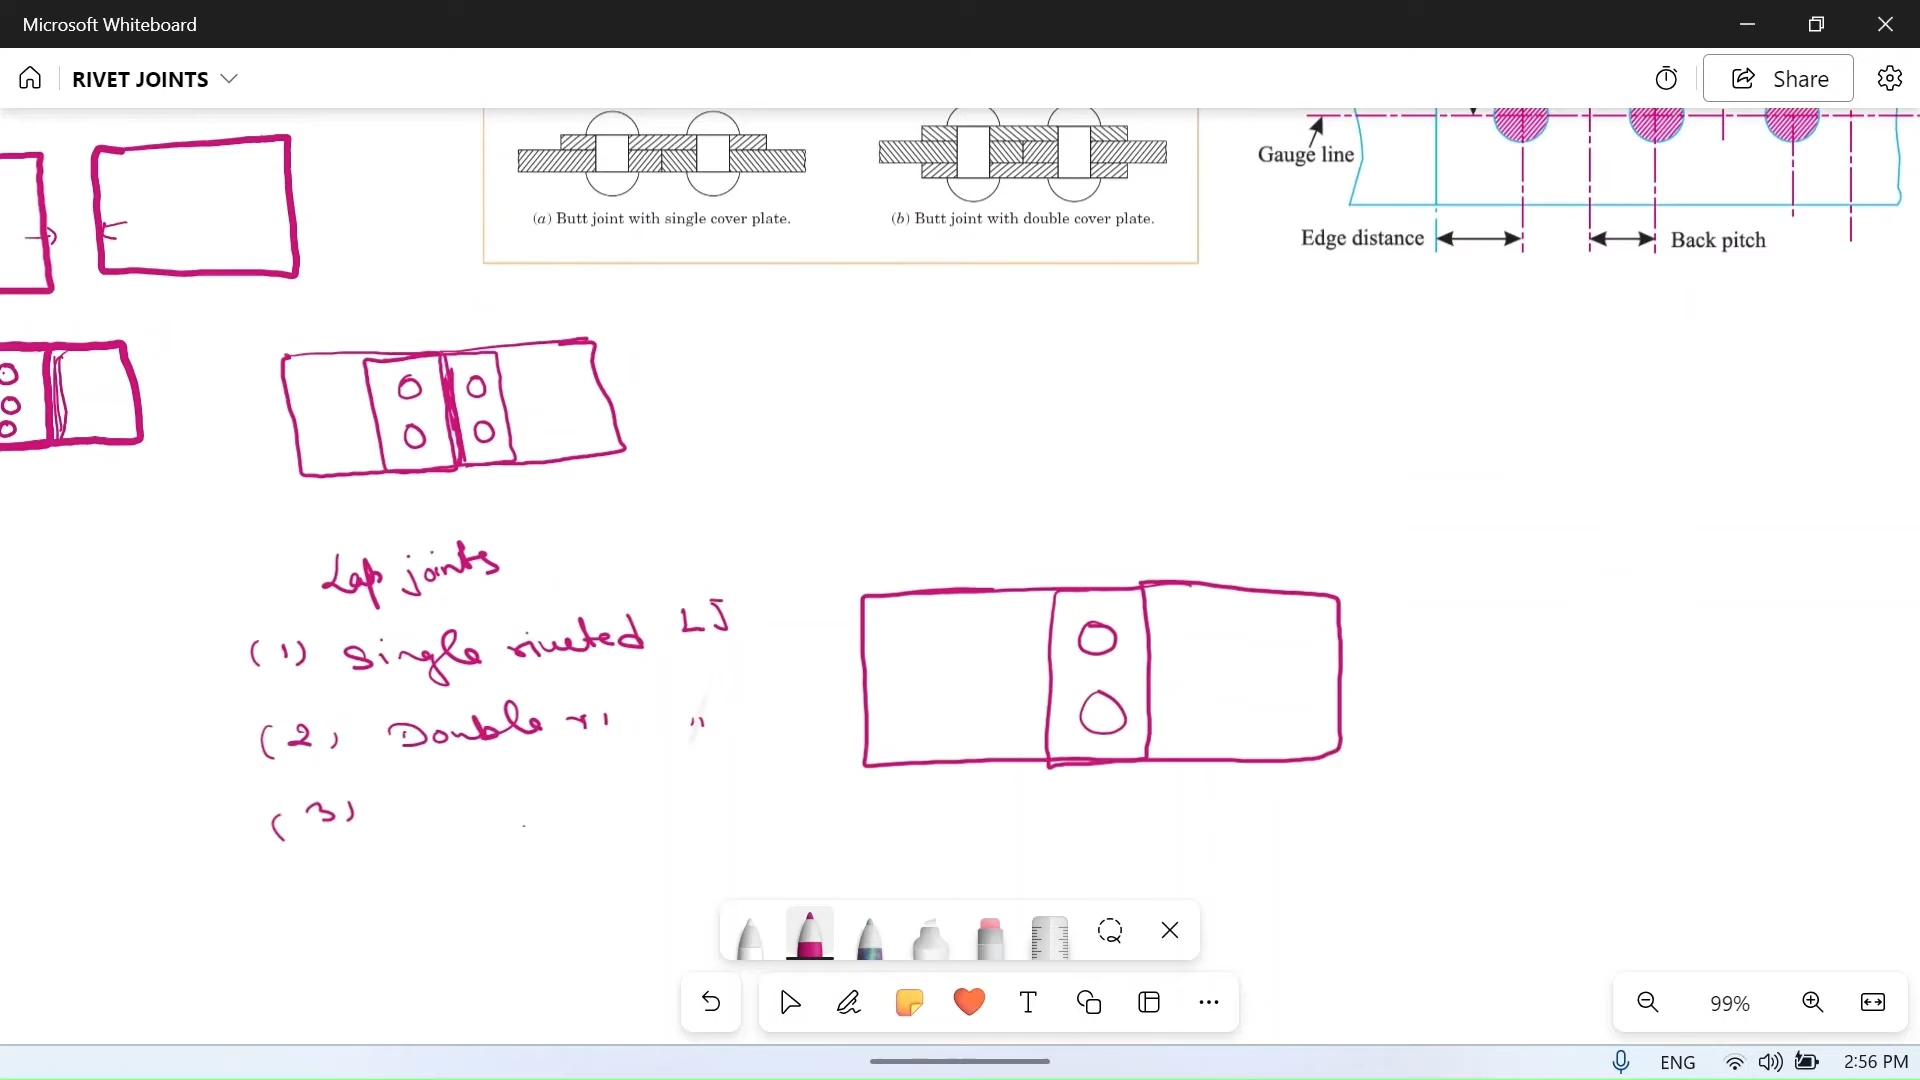 Microsoft Whiteboard
RIVET JOINTS
Share
(a) Butt joint with single cover plate.
(b) Butt joint with double cover plate.
Gauge line
Edge distance
Back pitch
Lap joints
(1) Single riveted LJ
(2) Double ri "
(3)
99%
ENG
2:56 PM